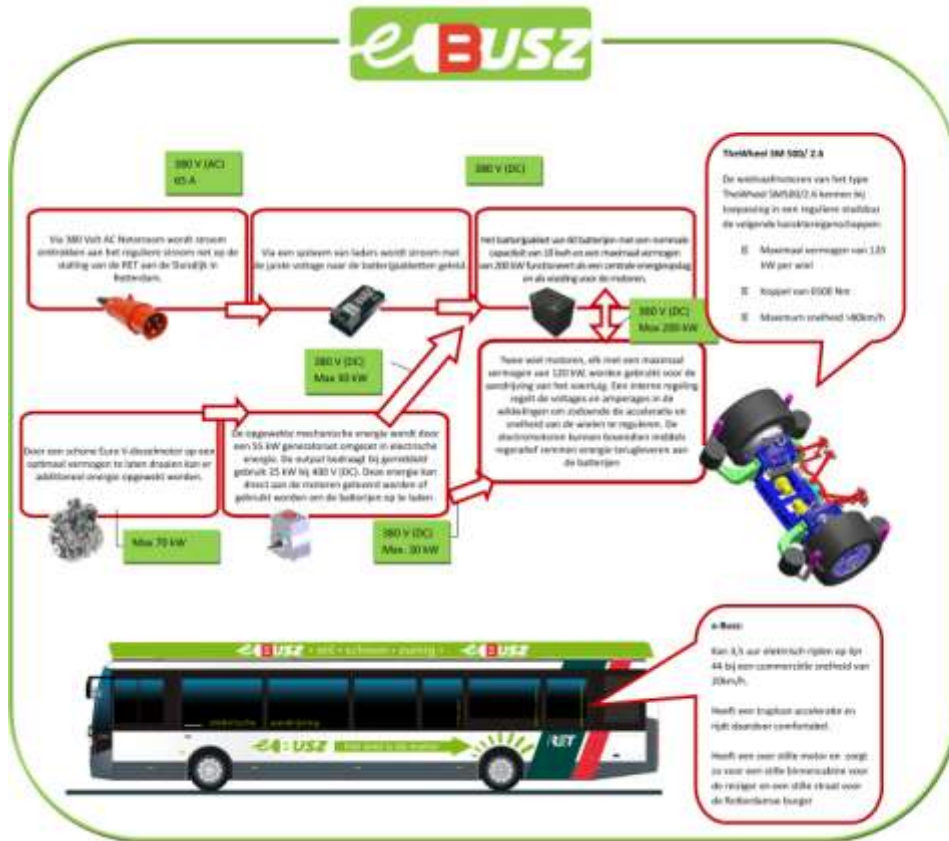 eBusz
380 V (AC)
65 A
380 V (DC)
Via 380 Volt AC Netstroom wordt stroom
onttrokken aan het reguliere stroom net op de
stalling van de RET aan de Sluisdijk in
Rotterdam.
Via een systeem van laders wordt stroom met
de juiste voltage naar de batterijpakketten geleid.
Het batterijpakket van 60 batterijen met een nominale
capaciteit van 18 kwh en een maximaal vermogen
van 200 kW functioneert als een centrale energieopslag
en als voeding voor de motoren.
TheWheel SM 500/ 2.6
De wielnaafmotoren van het type
TheWheel SM500/2.6 kennen bij
toepassing in een reguliere stadsbus
de volgende karaktereigenschappen:
Maximaal vermogen van 120
kW per wiel
Koppel van 6500 Nm
Maximum snelheid >80km/h
380 V (DC)
Max 200 kW
380 V (DC)
Max 30 kW
Twee wiel motoren, elk met een maximaal
vermogen van 120 kW, worden gebruikt voor de
aandrijving van het voertuig. Een interne regeling
regelt de voltages en amperages in de
wikkelingen om zodoende de acceleratie en
snelheid van de wielen te reguleren. De
electromotoren kunnen bovendien middels
regeneratief remmen energie terugleveren aan
de batterijen
Door een schone Euro V-dieselmotor op een
optimaal vermogen te laten draaien kan er
additioneel energie opgewekt worden.
De opgewekte mechanische energie wordt door
een 55 kW generatorset omgezet in electrische
energie. De output bedraagt bij gemiddeld
gebruik 25 kW bij 400 V (DC). Deze energie kan
direct aan de motoren geleverd worden of
gebruikt worden om de batterijen op te laden
Max 70 kW
380 V (DC)
Max. 30 kW
eBusz • stil • schoon • zuinig • eBusz
elektrische aandrijving
eBusz
RET
e-Busz:
Kan 3,5 uur elektrisch rijden op lijn
44 bij een commerciële snelheid van
20km/h.
Heeft een traploze acceleratie en
rijdt daardoor comfortabel.
Heeft een zeer stille motor en zorgt
zo voor een stille binnencabine voor
de reiziger en een stille straat voor
de Rotterdamse burger